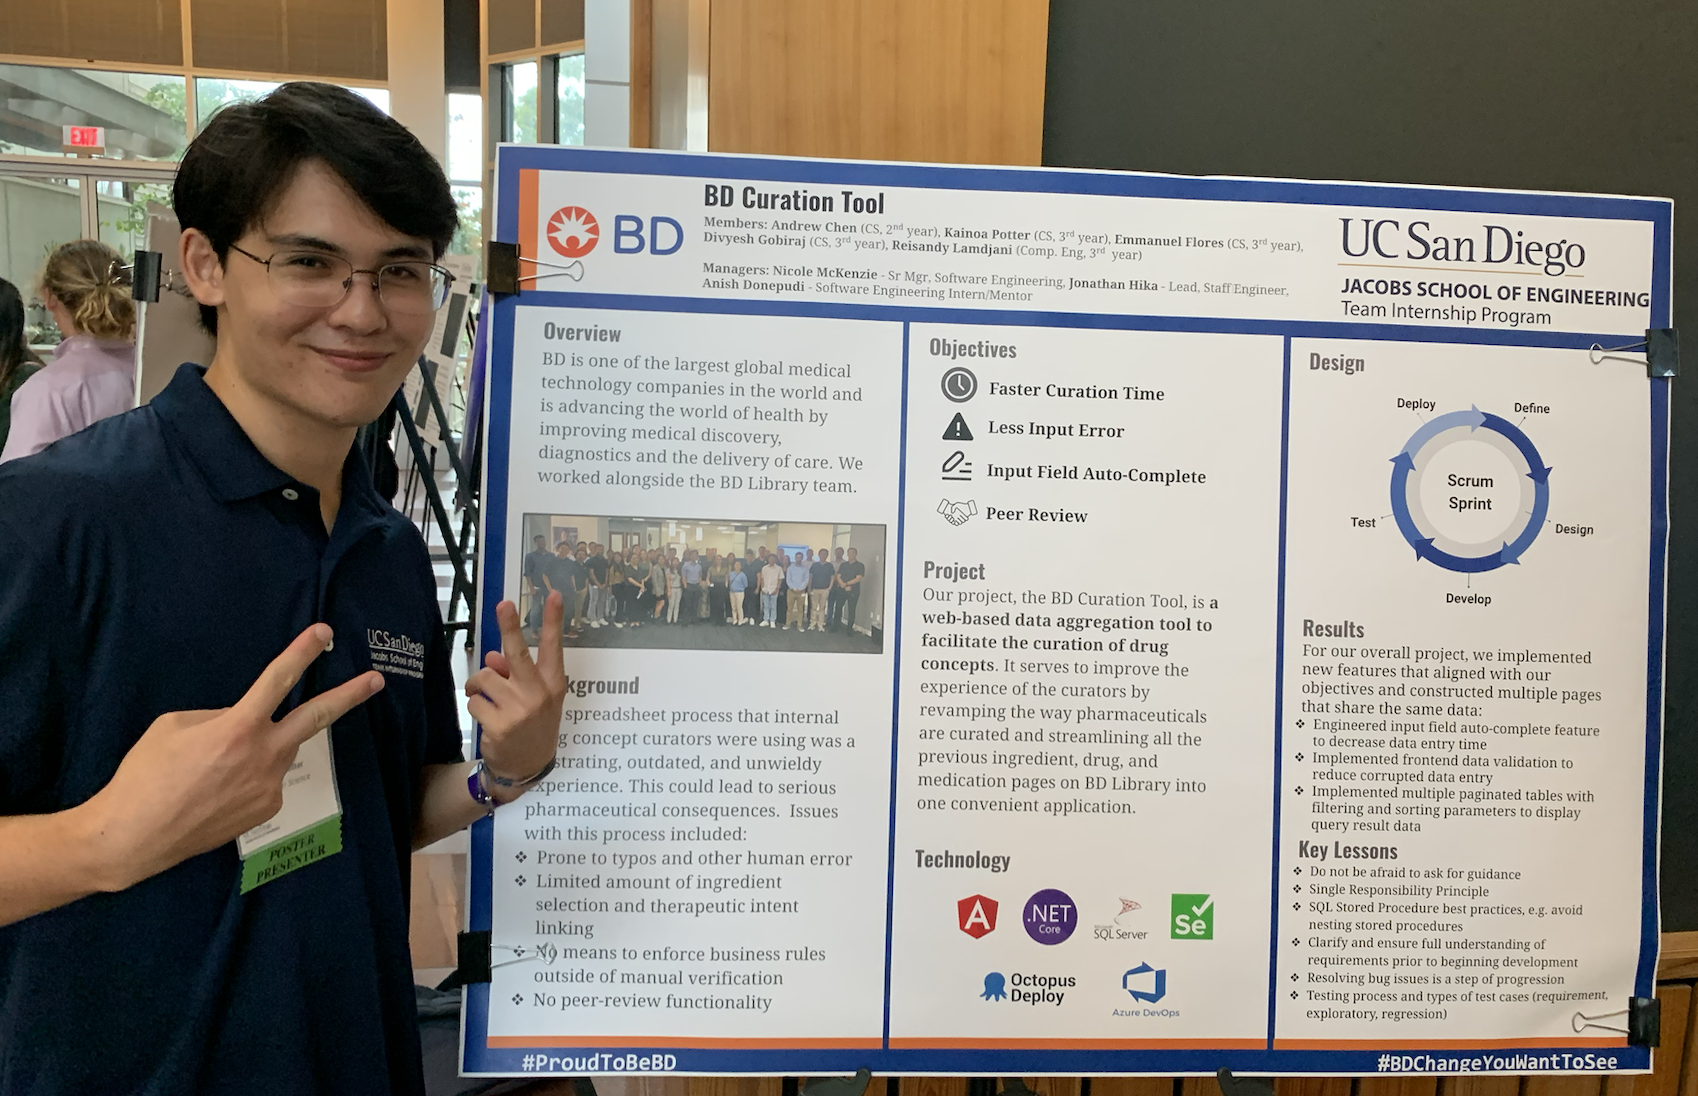 EXIT
BD
BD Curation Tool
Members: Andrew Chen (CS, 2nd year), Kainoa Potter (CS, 3rd year), Emmanuel Flores (CS, 3rd year),
Divyesh Gobiraj (CS, 3rd year), Reisandy Lamdjani (Comp. Eng, 3rd year)
Managers: Nicole McKenzie - Sr Mgr, Software Engineering, Jonathan Hika - Lead, Staff Engineer,
Anish Donepudi - Software Engineering Intern/Mentor
UC San Diego
JACOBS SCHOOL OF ENGINEERING
Team Internship Program
Overview
BD is one of the largest global medical
technology companies in the world and
is advancing the world of health by
improving medical discovery,
diagnostics and the delivery of care. We
worked alongside the BD Library team.
kground
spreadsheet process that internal
g concept curators were using was a
strating, outdated, and unwieldy
experience. This could lead to serious
pharmaceutical consequences. Issues
with this process included:
❖ Prone to typos and other human error
❖ Limited amount of ingredient
selection and therapeutic intent
linking
❖ No means to enforce business rules
outside of manual verification
❖ No peer-review functionality
Objectives
Faster Curation Time
Less Input Error
Input Field Auto-Complete
Peer Review
Project
Our project, the BD Curation Tool, is a
web-based data aggregation tool to
facilitate the curation of drug
concepts. It serves to improve the
experience of the curators by
revamping the way pharmaceuticals
are curated and streamlining all the
previous ingredient, drug, and
medication pages on BD Library into
one convenient application.
Technology
A
.NET
Core
SQL Server
Se
Octopus
Deploy
Azure DevOps
Design
Deploy
Define
Scrum
Sprint
Test
Design
Develop
Results
For our overall project, we implemented
new features that aligned with our
objectives and constructed multiple pages
that share the same data:
❖ Engineered input field auto-complete feature
to decrease data entry time
❖ Implemented frontend data validation to
reduce corrupted data entry
❖ Implemented multiple paginated tables with
filtering and sorting parameters to display
query result data
Key Lessons
❖ Do not be afraid to ask for guidance
❖ Single Responsibility Principle
❖ SQL Stored Procedure best practices, e.g. avoid
nesting stored procedures
❖ Clarify and ensure full understanding of
requirements prior to beginning development
❖ Resolving bug issues is a step of progression
❖ Testing process and types of test cases (requirement,
exploratory, regression)
#ProudToBeBD
#BDChangeYouWantToSee
UC San Diego
Jacobs School of Eng
TEAM INTERNSHIP PROGRAM
Science
POSTER
PRESENTER